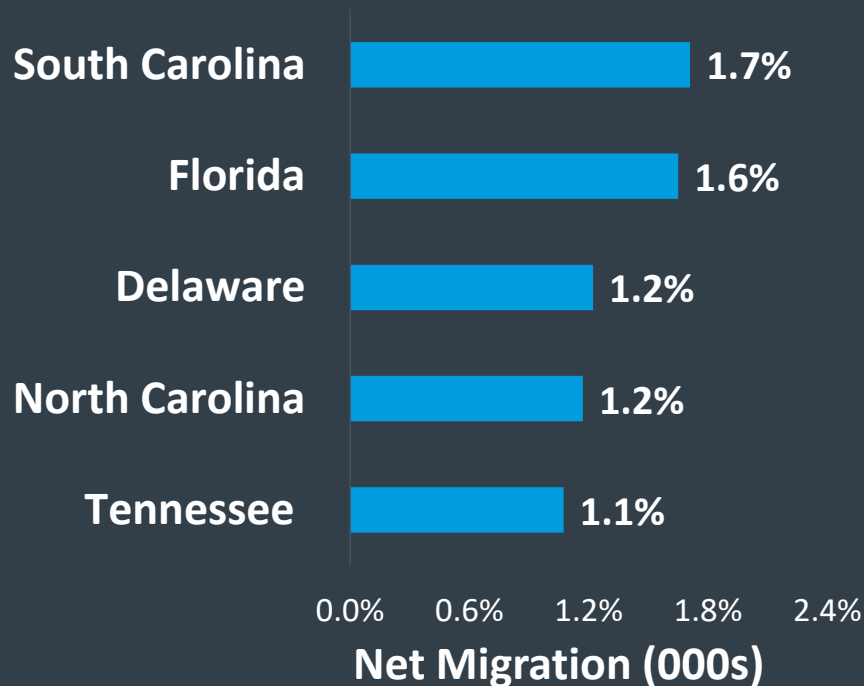 South Carolina 1.7%
Florida 1.6%
Delaware 1.2%
North Carolina 1.2%
Tennessee 1.1%
0.0% 0.6% 1.2% 1.8% 2.4%
Net Migration (000s)